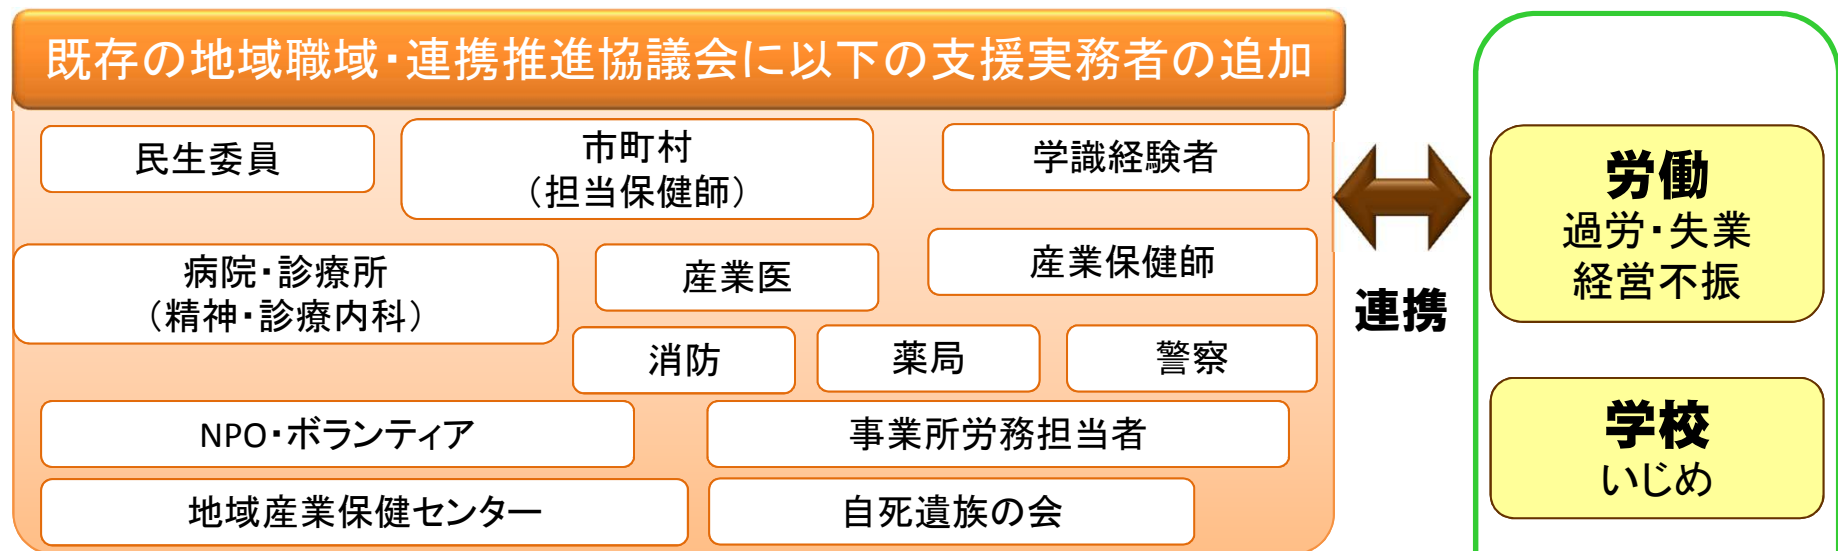 既存の地域職域・連携推進協議会に以下の支援実務者の追加
民生委員
市町村
（担当保健師）
学識経験者
病院・診療所
（精神・診療内科）
産業医
産業保健師
消防
薬局
警察
NPO・ボランティア
事業所労務担当者
地域産業保健センター
自死遺族の会
連携
労働
過労・失業
経営不振
学校
いじめ